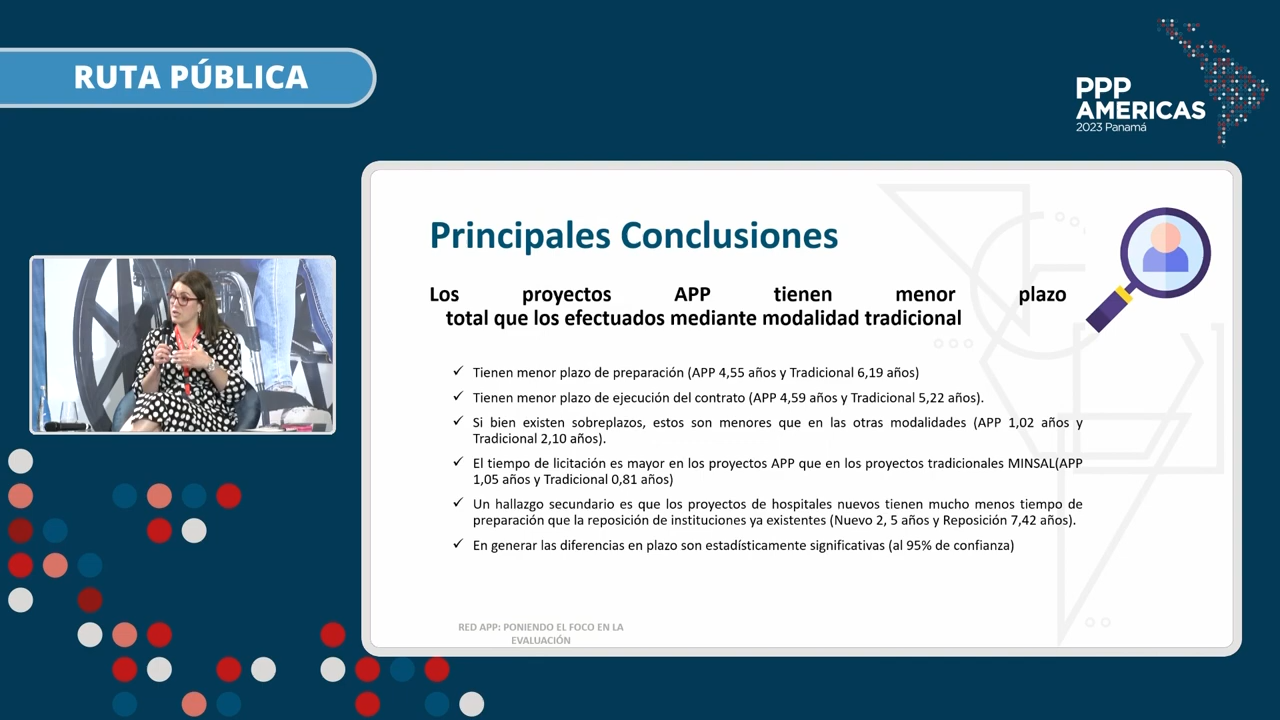 RUTA PÚBLICA
PPP
AMERICAS
2023 Panamá
Principales Conclusiones
Los proyectos APP tienen menor plazo
total que los efectuados mediante modalidad tradicional
✓ Tienen menor plazo de preparación (APP 4,55 años y Tradicional 6,19 años)
✓ Tienen menor plazo de ejecución del contrato (APP 4,59 años y Tradicional 5,22 años).
✓ Si bien existen sobreplazos, estos son menores que en las otras modalidades (APP 1,02 años y
Tradicional 2,10 años).
✓ El tiempo de licitación es mayor en los proyectos APP que en los proyectos tradicionales MINSAL(APP
1,05 años y Tradicional 0,81 años)
✓ Un hallazgo secundario es que los proyectos de hospitales nuevos tienen mucho menos tiempo de
preparación que la reposición de instituciones ya existentes (Nuevo 2, 5 años y Reposición 7,42 años).
✓ En generar las diferencias en plazo son estadísticamente significativas (al 95% de confianza)
RED APP: PONIENDO EL FOCO EN LA
EVALUACIÓN